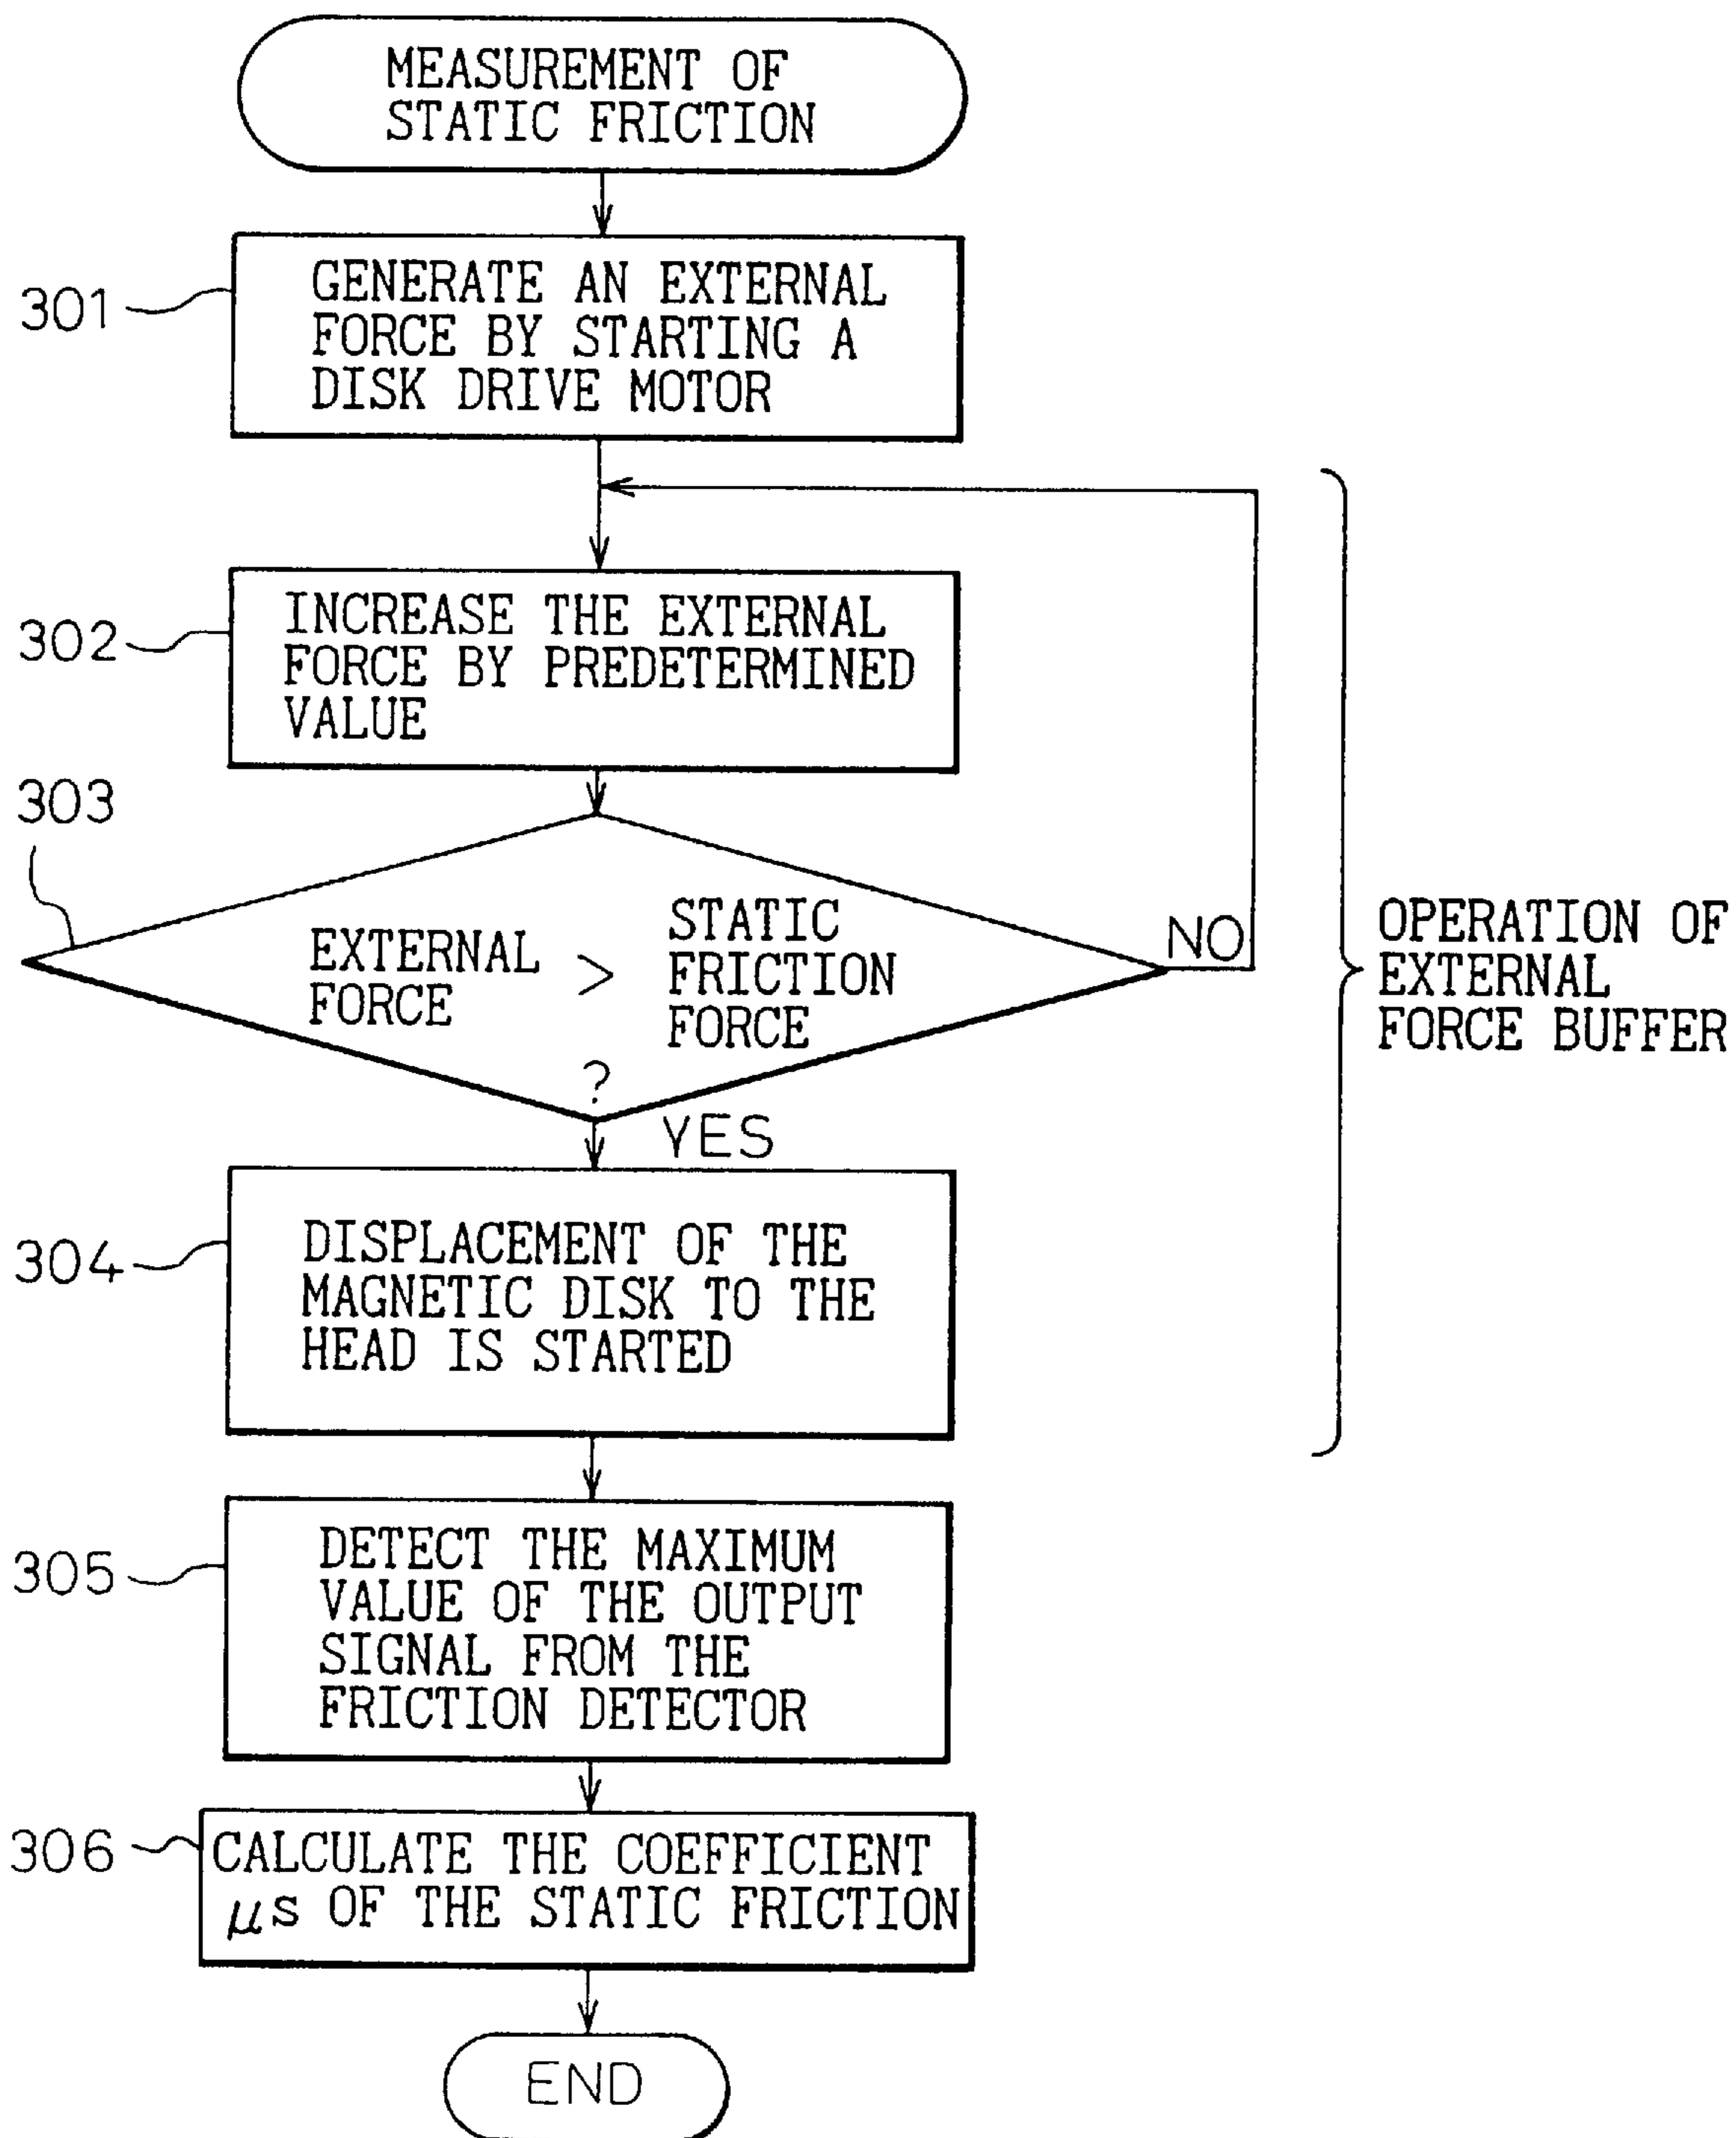 MEASUREMENT OF
STATIC FRICTION
301
GENERATE AN EXTERNAL
FORCE BY STARTING A
DISK DRIVE MOTOR
302
INCREASE THE EXTERNAL
FORCE BY PREDETERMINED
VALUE
303
EXTERNAL
FORCE
>
STATIC
FRICTION
FORCE
?
NO
YES
OPERATION OF
EXTERNAL
FORCE BUFFER
304
DISPLACEMENT OF THE
MAGNETIC DISK TO THE
HEAD IS STARTED
305
DETECT THE MAXIMUM
VALUE OF THE OUTPUT
SIGNAL FROM THE
FRICTION DETECTOR
306
CALCULATE THE COEFFICIENT
μs OF THE STATIC FRICTION
END